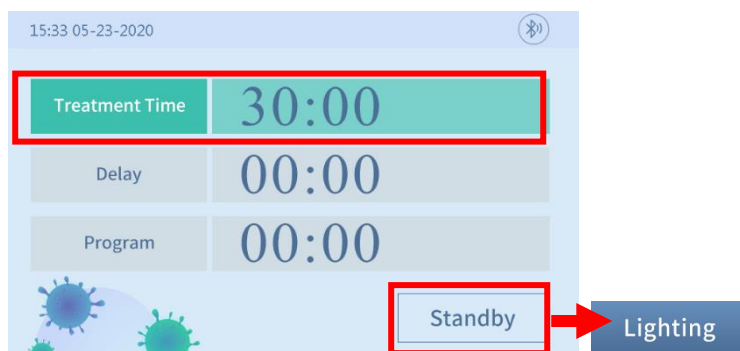 15:33 05-23-2020
Treatment Time 30:00
Delay 00:00
Program 00:00
Standby Lighting